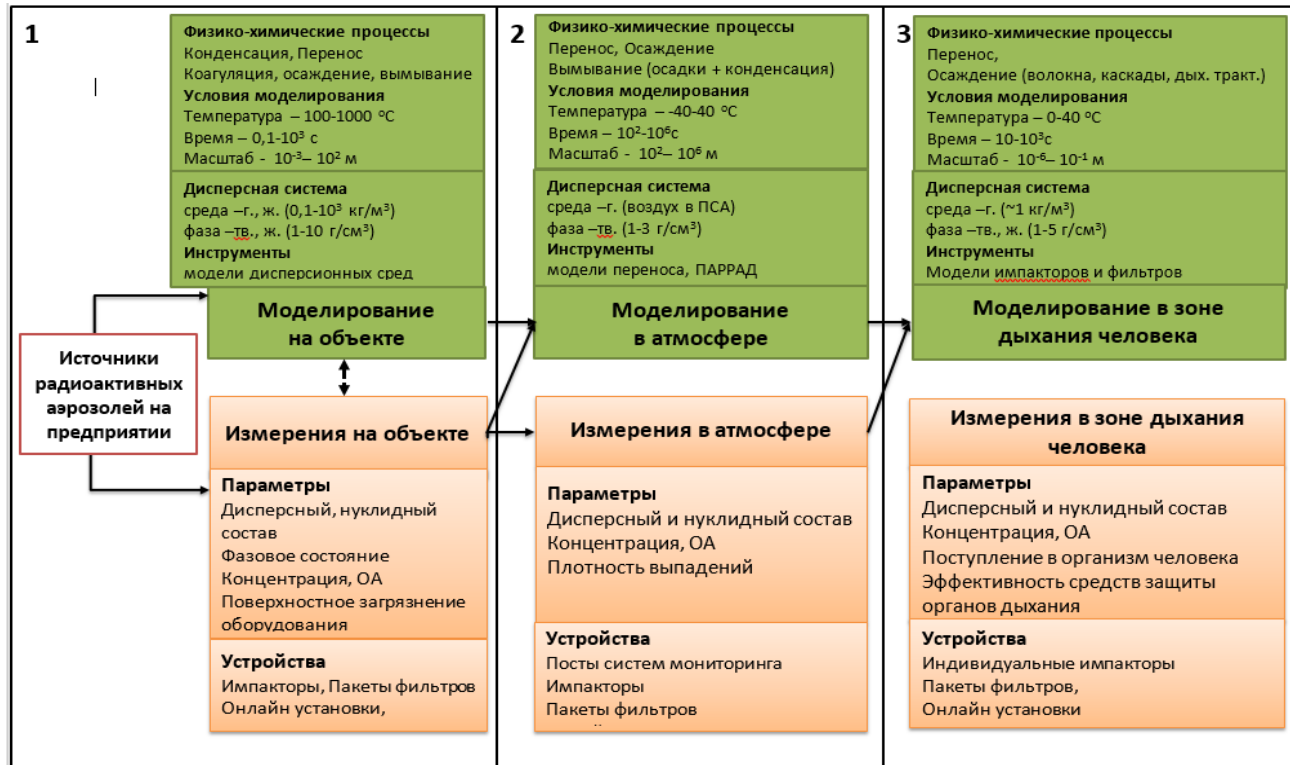 1
Физико-химические процессы
Конденсация, Перенос
Коагуляция, осаждение, вымывание
Условия моделирования
Температура – 100-1000 °C
Время – 0,1-10³ с
Масштаб - 10⁻³– 10² м
Дисперсная система
среда –г., ж. (0,1-10³ кг/м³)
фаза –тв., ж. (1-10 г/см³)
Инструменты
модели дисперсионных сред
Моделирование
на объекте
Источники
радиоактивных
аэрозолей на
предприятии
Измерения на объекте
Параметры
Дисперсный, нуклидный
состав
Фазовое состояние
Концентрация, ОА
Поверхностное загрязнение
оборудования
Устройства
Импакторы, Пакеты фильтров
Онлайн установки,
2
Физико-химические процессы
Перенос, Осаждение
Вымывание (осадки + конденсация)
Условия моделирования
Температура – -40-40 °C
Время – 10²-10⁶с
Масштаб - 10²– 10⁶ м
Дисперсная система
среда –г. (воздух в ПСА)
фаза –тв. (1-3 г/см³)
Инструменты
модели переноса, ПАРРАД
Моделирование
в атмосфере
Измерения в атмосфере
Параметры
Дисперсный и нуклидный состав
Концентрация, ОА
Плотность выпадений
Устройства
Посты систем мониторинга
Импакторы
Пакеты фильтров
3
Физико-химические процессы
Перенос,
Осаждение (волокна, каскады, дых. тракт.)
Условия моделирования
Температура – 0-40 °C
Время – 10-10³с
Масштаб - 10⁻⁶– 10⁻¹ м
Дисперсная система
среда –г. (~1 кг/м³)
фаза –тв., ж. (1-5 г/см³)
Инструменты
Модели импакторов и фильтров
Моделирование в зоне
дыхания человека
Измерения в зоне дыхания
человека
Параметры
Дисперсный и нуклидный состав
Концентрация, ОА
Поступление в организм человека
Эффективность средств защиты
органов дыхания
Устройства
Индивидуальные импакторы
Пакеты фильтров,
Онлайн установки